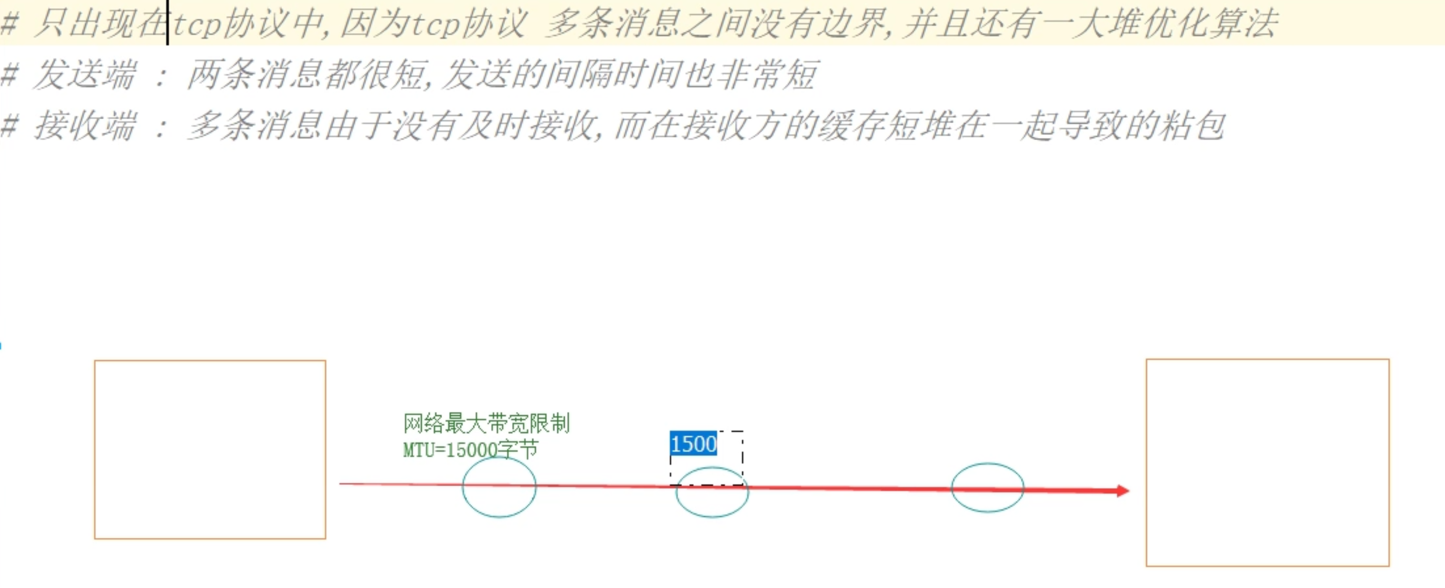 # 只出现在tcp协议中,因为tcp协议 多条消息之间没有边界,并且还有一大堆优化算法
# 发送端 : 两条消息都很短,发送的间隔时间也非常短
# 接收端 : 多条消息由于没有及时接收,而在接收方的缓存短堆在一起导致的粘包
网络最大带宽限制
MTU=15000字节
1500